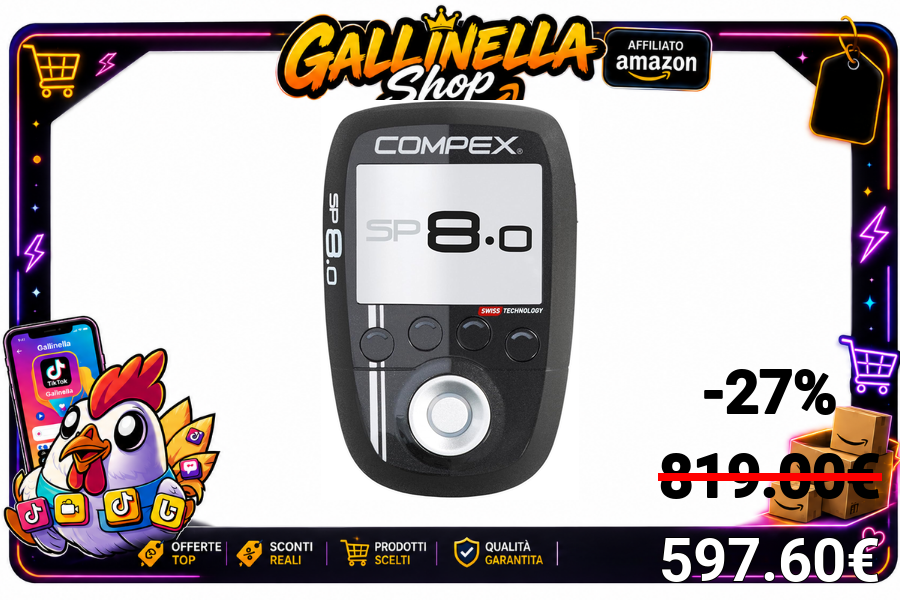 GALLINELLA
Shop
AFFILIATO
amazon
COMPEX®
SP 8.0
SP 8.0
SWISS TECHNOLOGY
Gallinella
TikTok
Gallinella
-27%
819.00€
597.60€
OFFERTE
TOP
SCONTI
REALI
PRODOTTI
SCELTI
QUALITÀ
GARANTITA